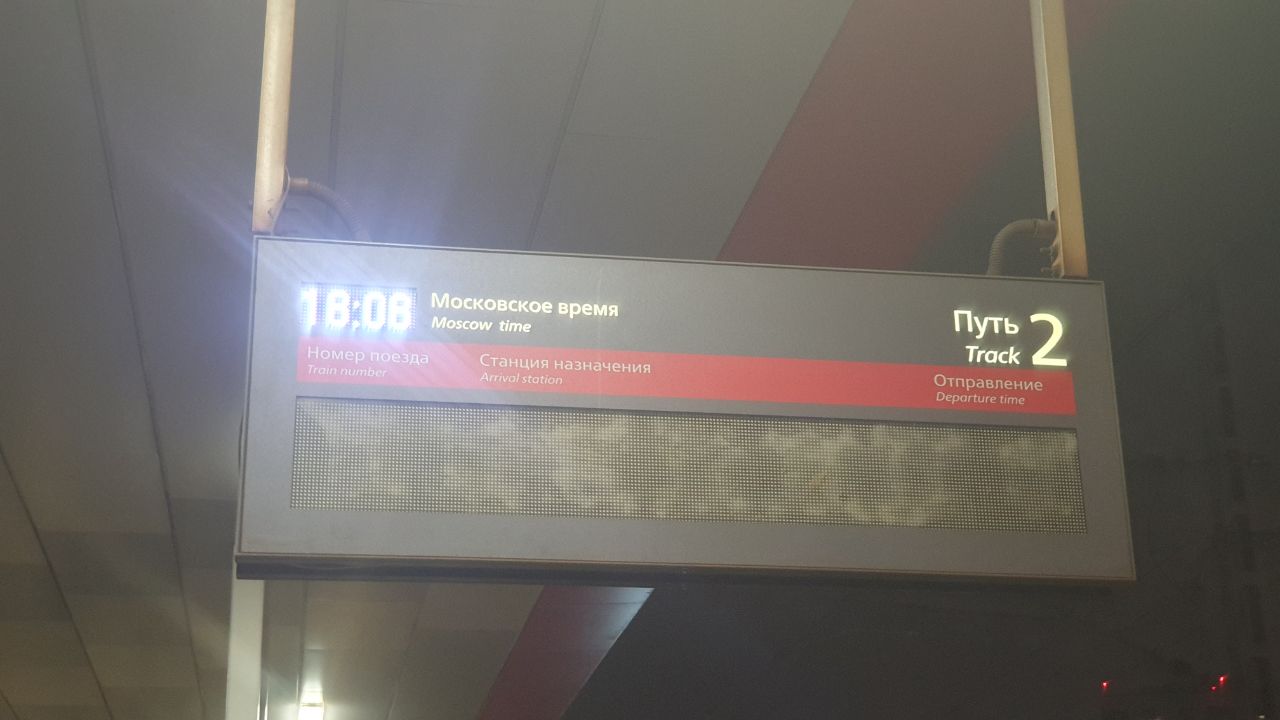 18:08 Московское время
Moscow time
Путь 2
Track
Номер поезда
Train number
Станция назначения
Arrival station
Отправление
Departure time